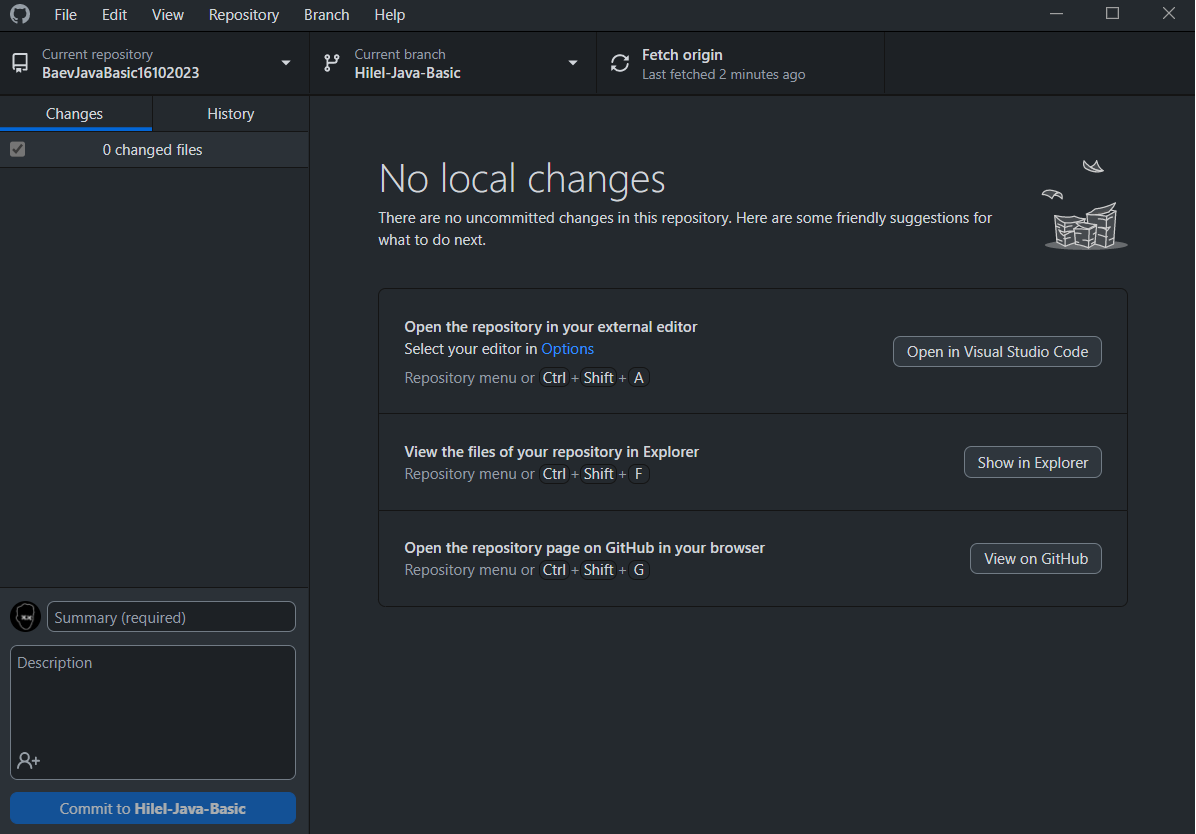 File Edit View Repository Branch Help
Current repository
BaevJavaBasic16102023
Current branch
Hilel-Java-Basic
Fetch origin
Last fetched 2 minutes ago
Changes
History
0 changed files
No local changes
There are no uncommitted changes in this repository. Here are some friendly suggestions for
what to do next.
Open the repository in your external editor
Select your editor in Options
Repository menu or Ctrl + Shift + A
Open in Visual Studio Code
View the files of your repository in Explorer
Repository menu or Ctrl + Shift + F
Show in Explorer
Open the repository page on GitHub in your browser
Repository menu or Ctrl + Shift + G
View on GitHub
Summary (required)
Description
Commit to Hilel-Java-Basic